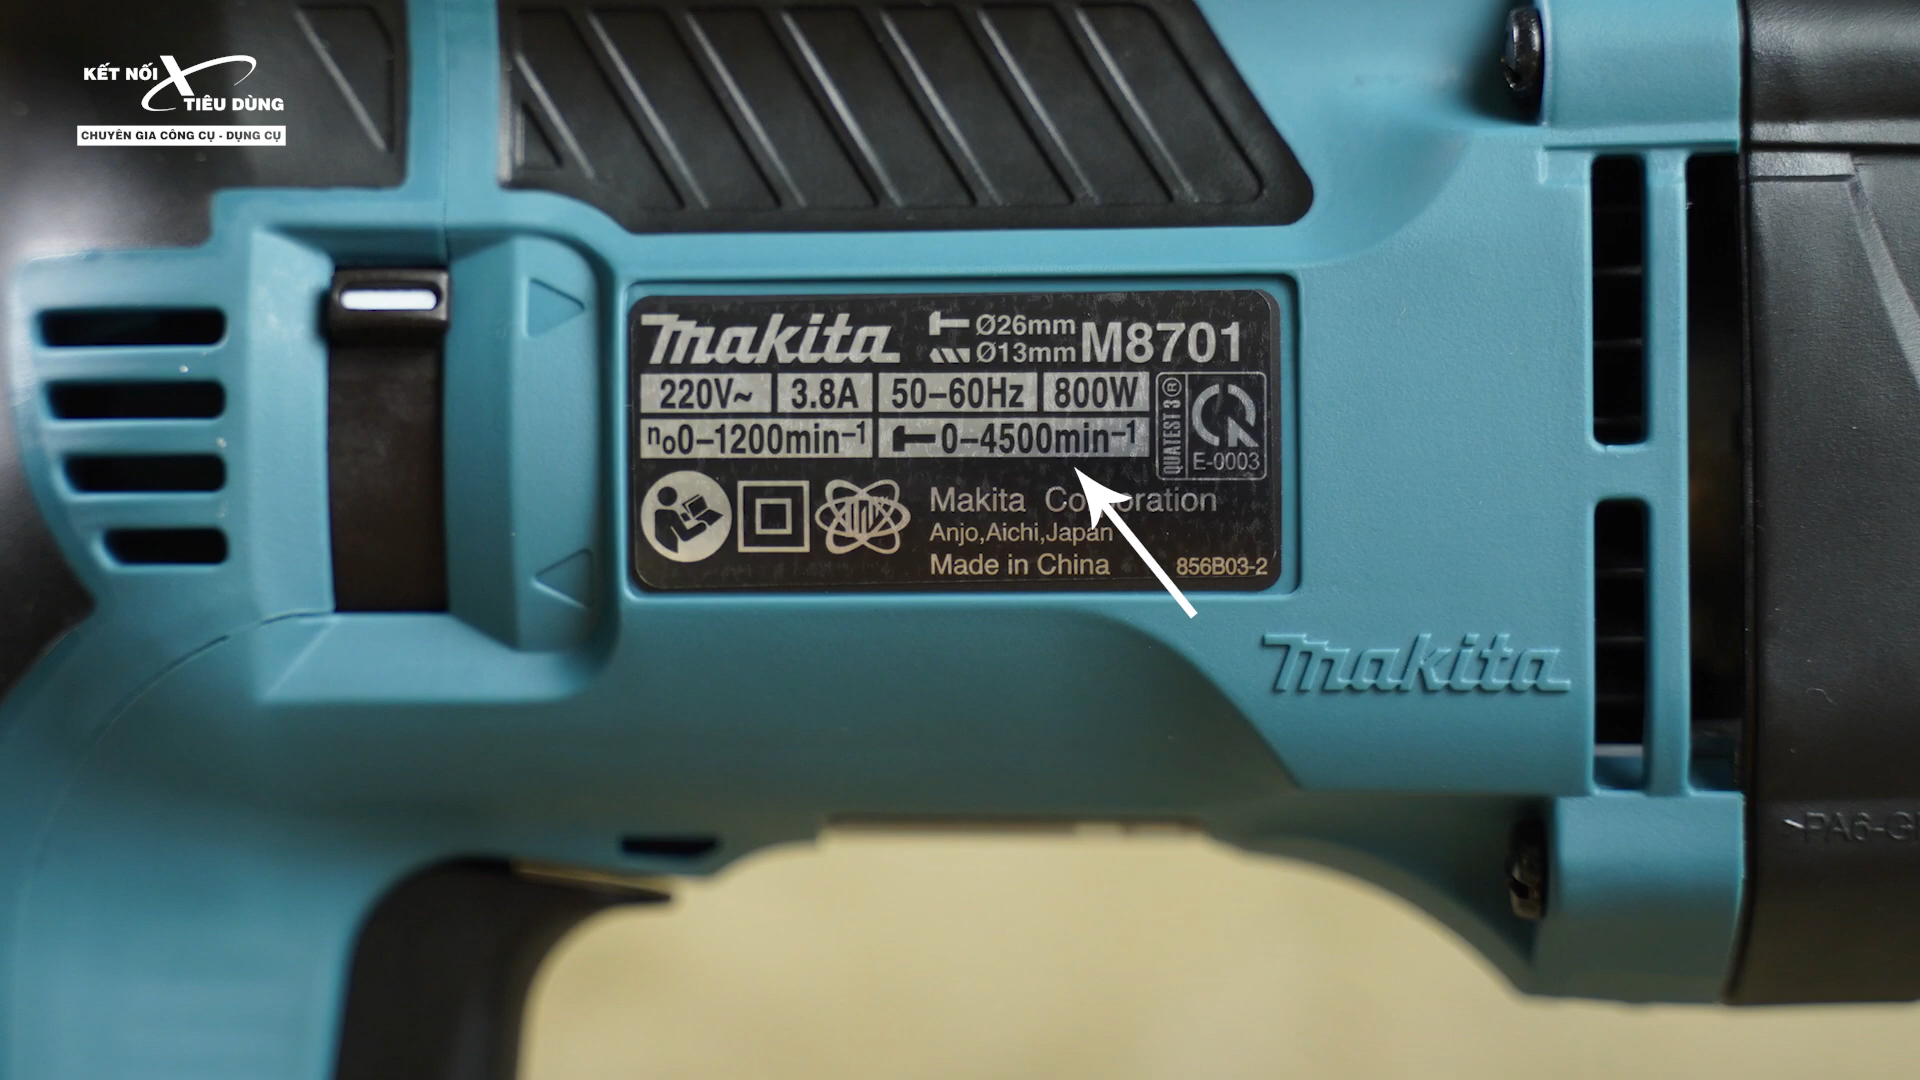 KẾT NỐI
TIÊU DÙNG
CHUYÊN GIA CÔNG CỤ - DỤNG CỤ
makita Ø26mm M8701
Ø13mm
220V~ 3.8A 50-60Hz 800W
n₀0-1200min⁻¹ 0-4500min⁻¹
QUATEST 3®
E-0003
Makita Co oration
Anjo,Aichi,Japan
Made in China 856B03-2
makita